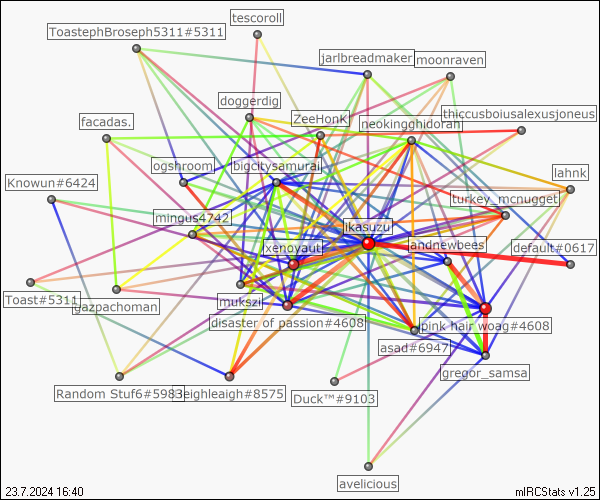 tescoroll
ToastephBroseph5311#5311
jarlbreadmaker
moonraven
doggerdig
thiccsboiusalexusjoneus
ZeeHonK
facadas.
neokingghidoran
ogshroom
bigcitysamurai
lahnk
Knowun#6424
turkey_mcnugget
mingus4742
ikasuzu
xenoyaut
andnewbees
default#0617
Toast#5311
mukszi
gazpachoman
disaster of passion#4608
pink hair woag#4608
asad#6947
gregor_samsa
Random Stuf6#5983
leighleigh#8575
Duck™#9103
avelicious
23.7.2024 16:40
mIRCStats v1.25